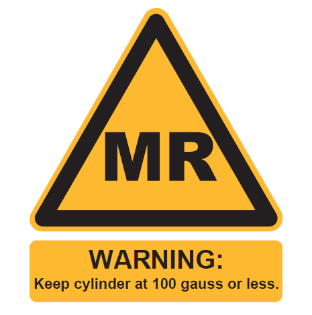 MR
WARNING:
Keep cylinder at 100 gauss or less.